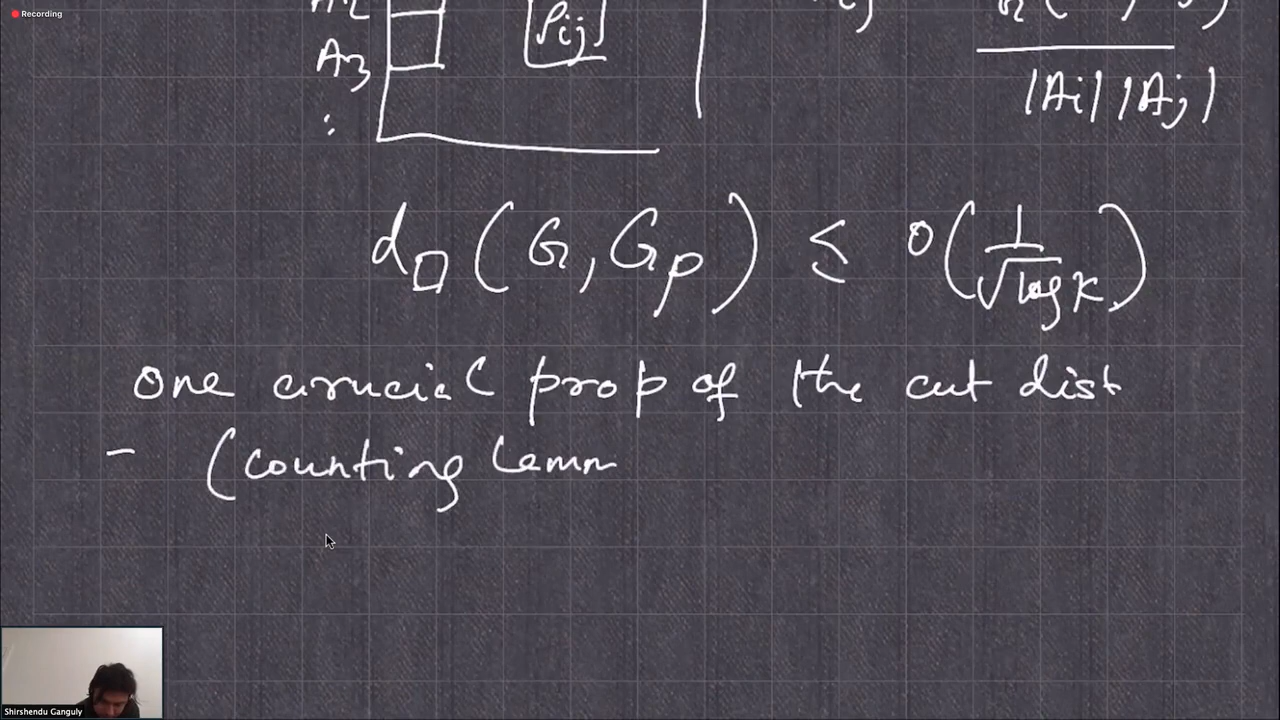 Recording
A2
A3
:
ρij
|Ai| |Aj|
d□ (G, Gp) ≤ O(1/√log k)
One crucial prop of the cut dist
- (counting Lemm
Shirshendu Ganguly